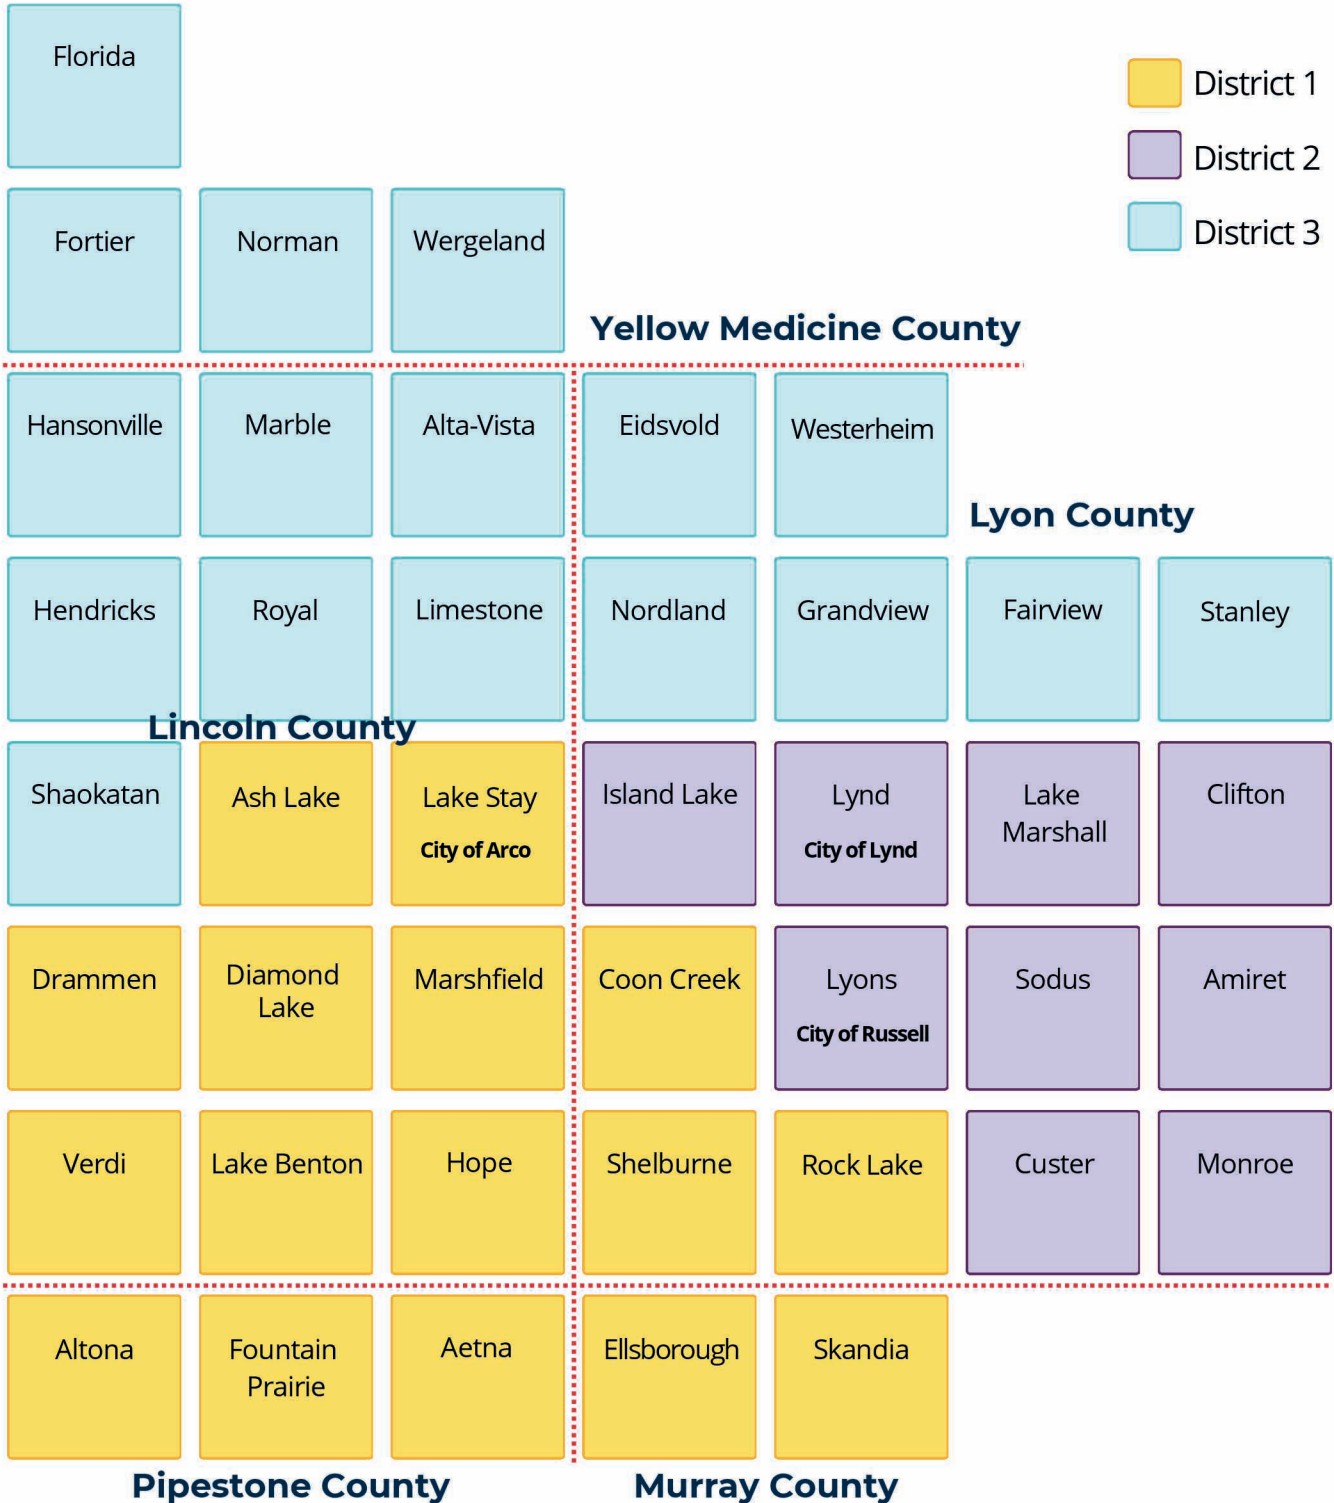 Florida
District 1
District 2
District 3
Fortier
Norman
Wergeland
Yellow Medicine County
Hansonville
Marble
Alta-Vista
Eidsvold
Westerheim
Lyon County
Hendricks
Royal
Limestone
Nordland
Grandview
Fairview
Stanley
Lincoln County
Shaokatan
Ash Lake
Lake Stay
City of Arco
Island Lake
Lynd
City of Lynd
Lake
Marshall
Clifton
Drammen
Diamond
Lake
Marshfield
Coon Creek
Lyons
City of Russell
Sodus
Amiret
Verdi
Lake Benton
Hope
Shelburne
Rock Lake
Custer
Monroe
Altona
Fountain
Prairie
Aetna
Ellsborough
Skandia
Pipestone County
Murray County